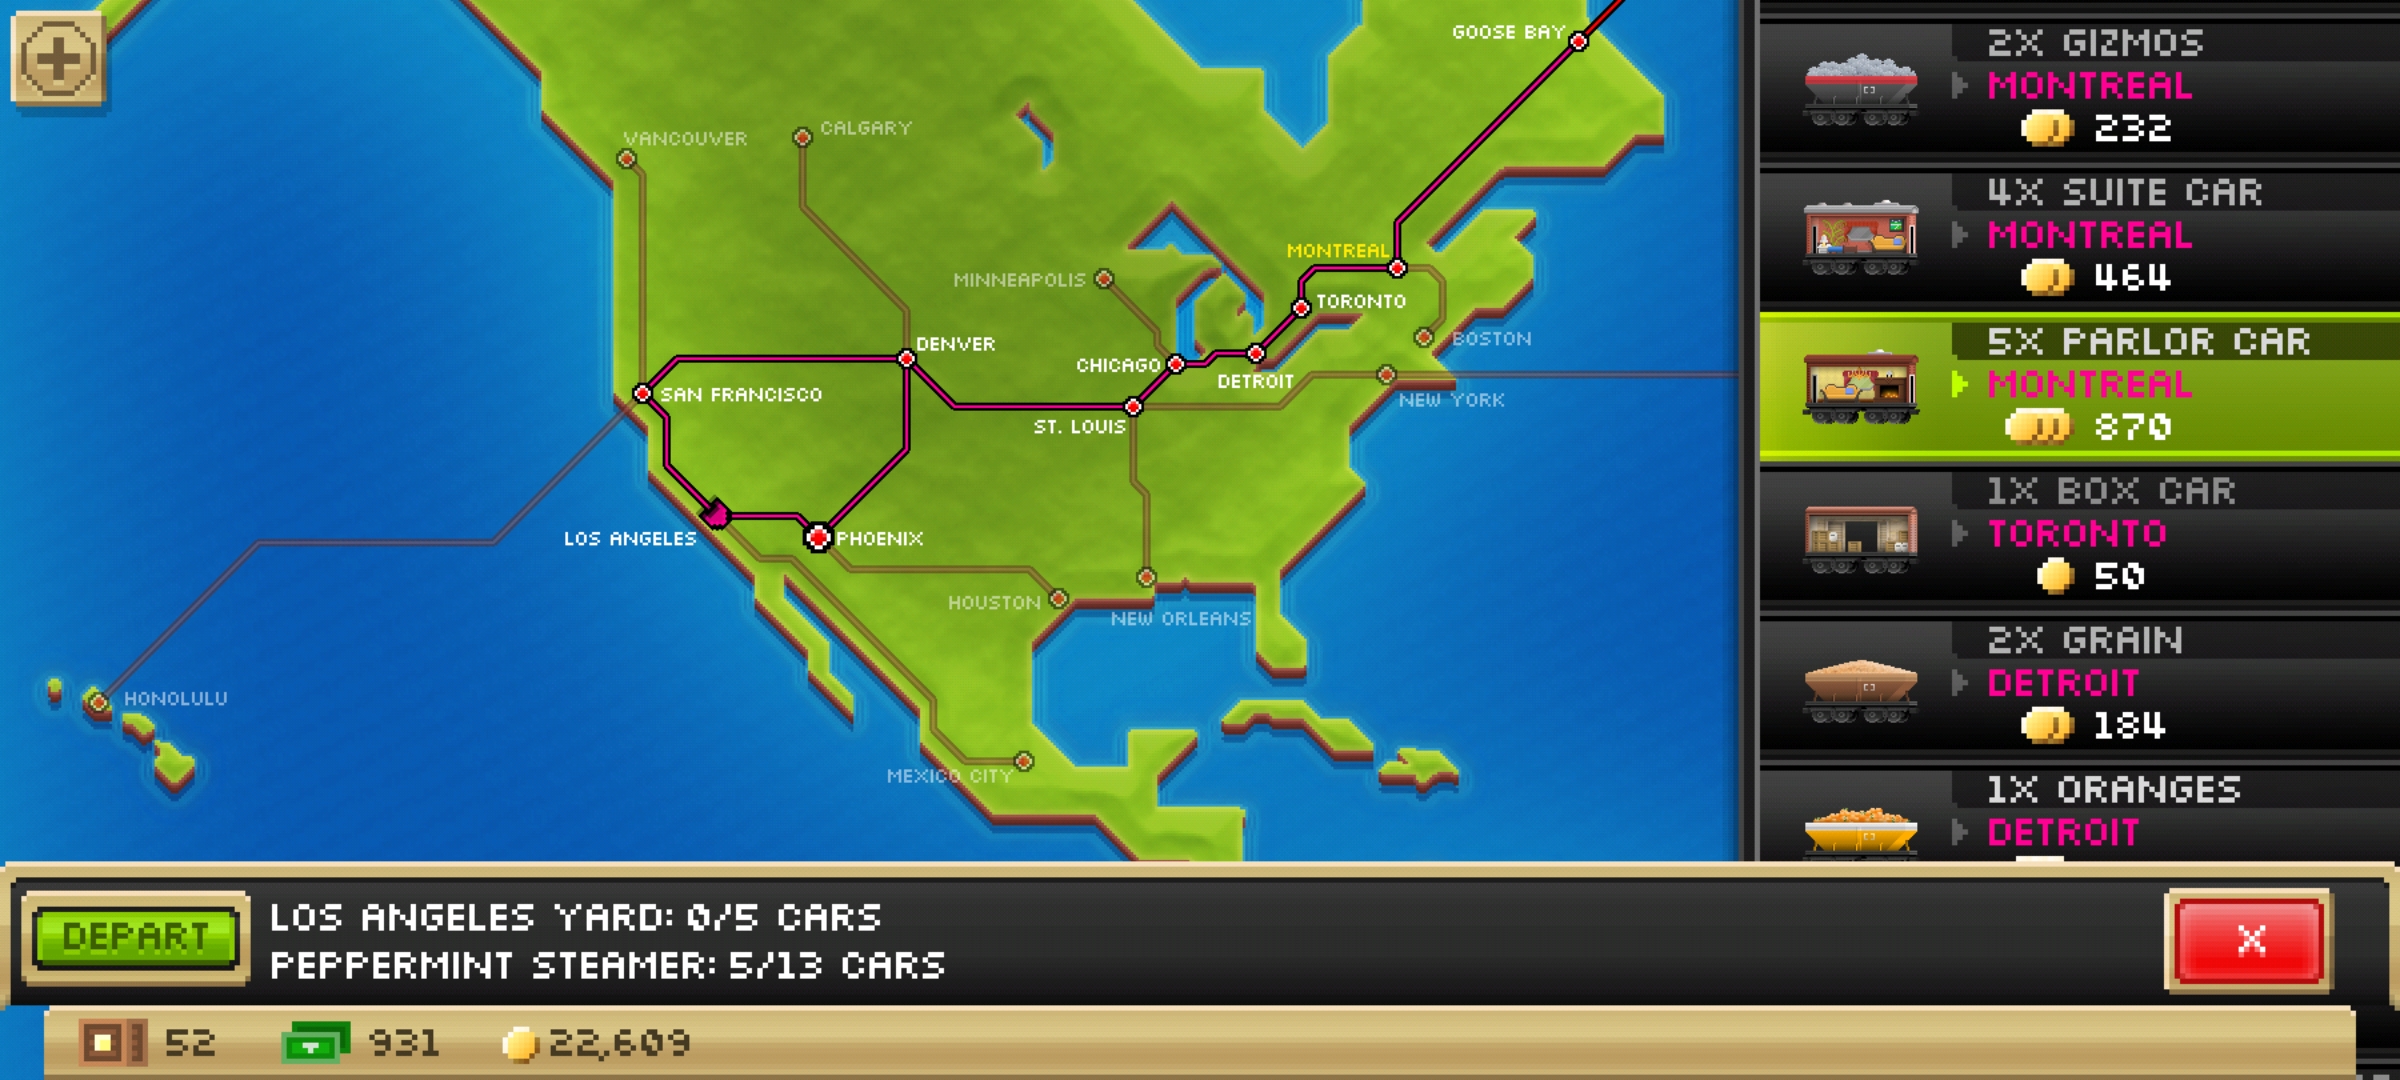 GOOSE BAY
VANCOUVER
CALGARY
MONTREAL
MINNEAPOLIS
TORONTO
DENVER
CHICAGO
BOSTON
DETROIT
SAN FRANCISCO
NEW YORK
ST. LOUIS
LOS ANGELES
PHOENIX
HOUSTON
NEW ORLEANS
HONOLULU
MEXICO CITY
2X GIZMOS
MONTREAL
232
4X SUITE CAR
MONTREAL
464
5X PARLOR CAR
MONTREAL
870
1X BOX CAR
TORONTO
50
2X GRAIN
DETROIT
184
1X ORANGES
DETROIT
DEPART
LOS ANGELES YARD: 0/5 CARS
PEPPERMINT STEAMER: 5/13 CARS
X
52
931
22,609